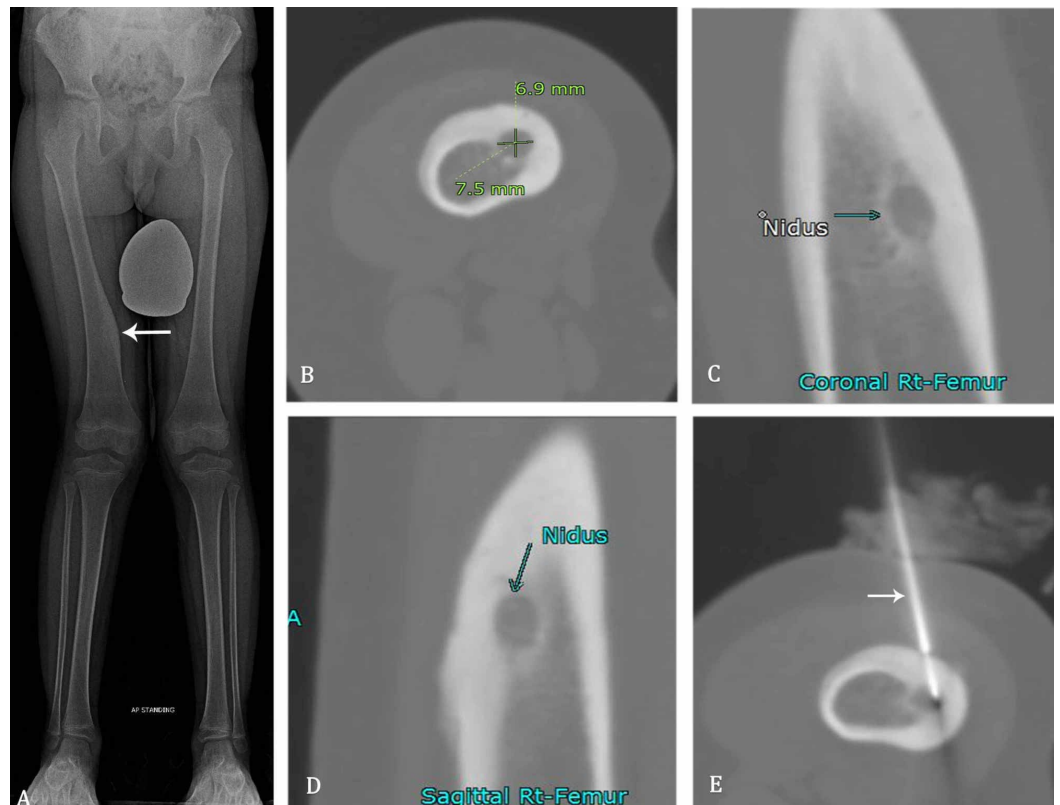 AP STANDING
A
6.9 mm
7.5 mm
B
Nidus
C
Coronal Rt-Femur
Nidus
A
D
Sagittal Rt-Femur
E